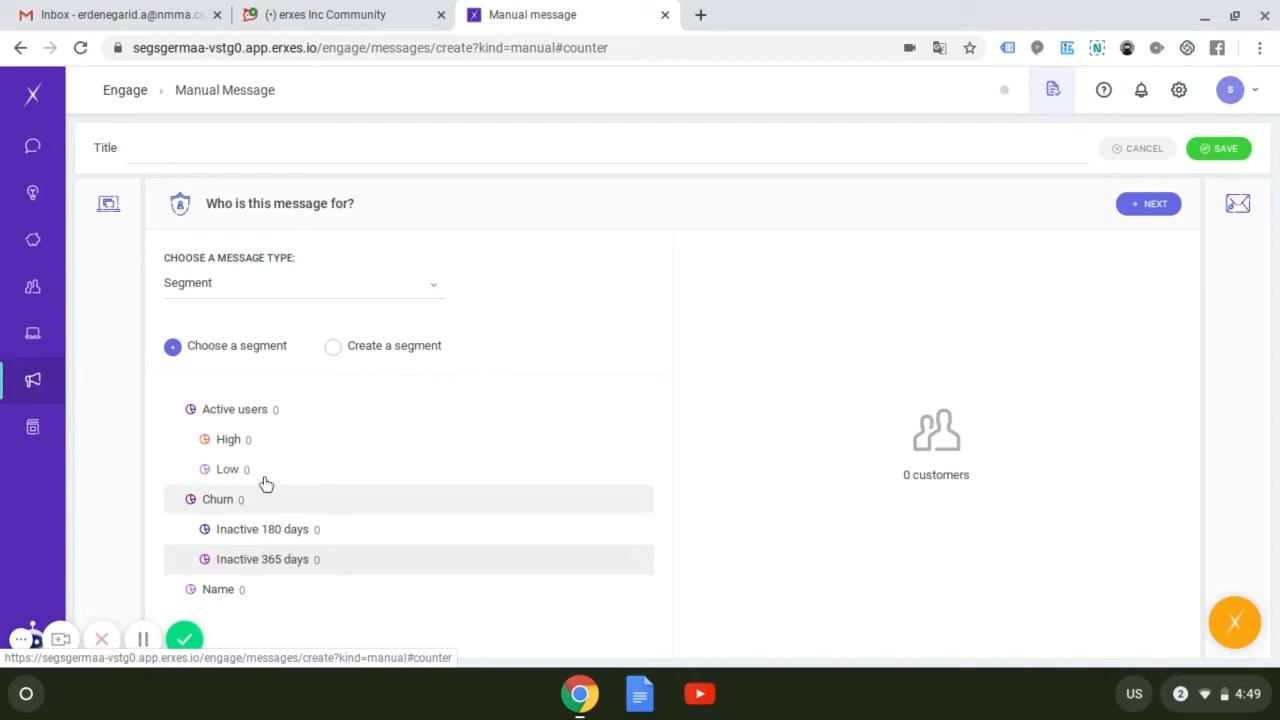 Inbox - erdenegarid.a@nmma.co
(•) erxes Inc Community
Manual message
segsgermaa-vstg0.app.erxes.io/engage/messages/create?kind=manual#counter
Engage › Manual Message
S
Title
CANCEL
SAVE
Who is this message for?
NEXT
CHOOSE A MESSAGE TYPE:
Segment
Choose a segment
Create a segment
Active users 0
High 0
Low 0
Churn 0
Inactive 180 days 0
Inactive 365 days 0
Name 0
0 customers
https://segsgermaa-vstg0.app.erxes.io/engage/messages/create?kind=manual#counter
US
2
4:49